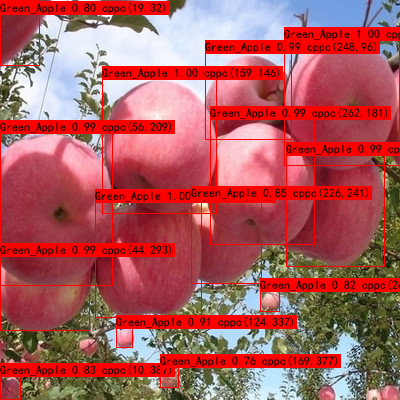 Green_Apple 0.80 cppc(19,32)
Green_Apple 1.00 cppc
Green_Apple 0.99 cppc(248,96)
Green_Apple 1.00 cppc(159,146)
Green_Apple 0.99 cppc(262,181)
Green_Apple 0.99 cppc(56,209)
Green_Apple 0.99
Green_Apple 1.00
Green_Apple 0.85 cppc(226,241)
Green_Apple 0.99 cppc(44,293)
Green_Apple 0.82
Green_Apple 0.91 cppc(124,337)
Green_Apple 0.76 cppc(169,377)
Green_Apple 0.83